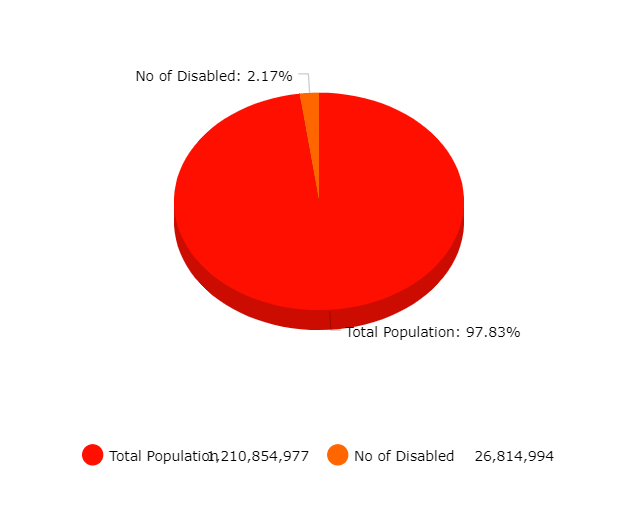 No of Disabled: 2.17%
Total Population: 97.83%
Total Population 1,210,854,977 No of Disabled 26,814,994